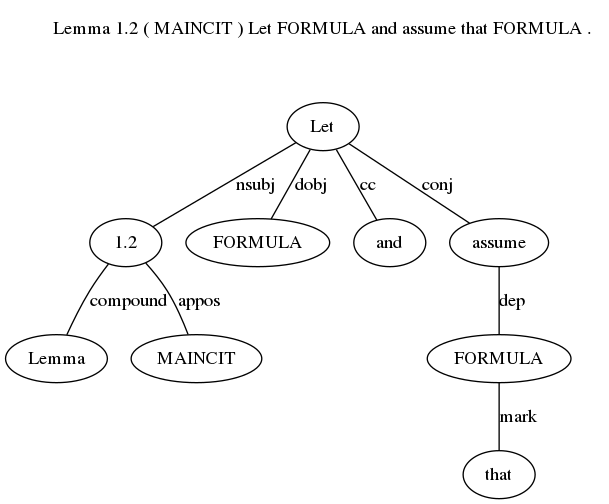 Lemma 1.2 ( MAINCIT ) Let FORMULA and assume that FORMULA .
Let
nsubj dobj cc conj
1.2 FORMULA and assume
compound appos dep
Lemma MAINCIT FORMULA
mark
that